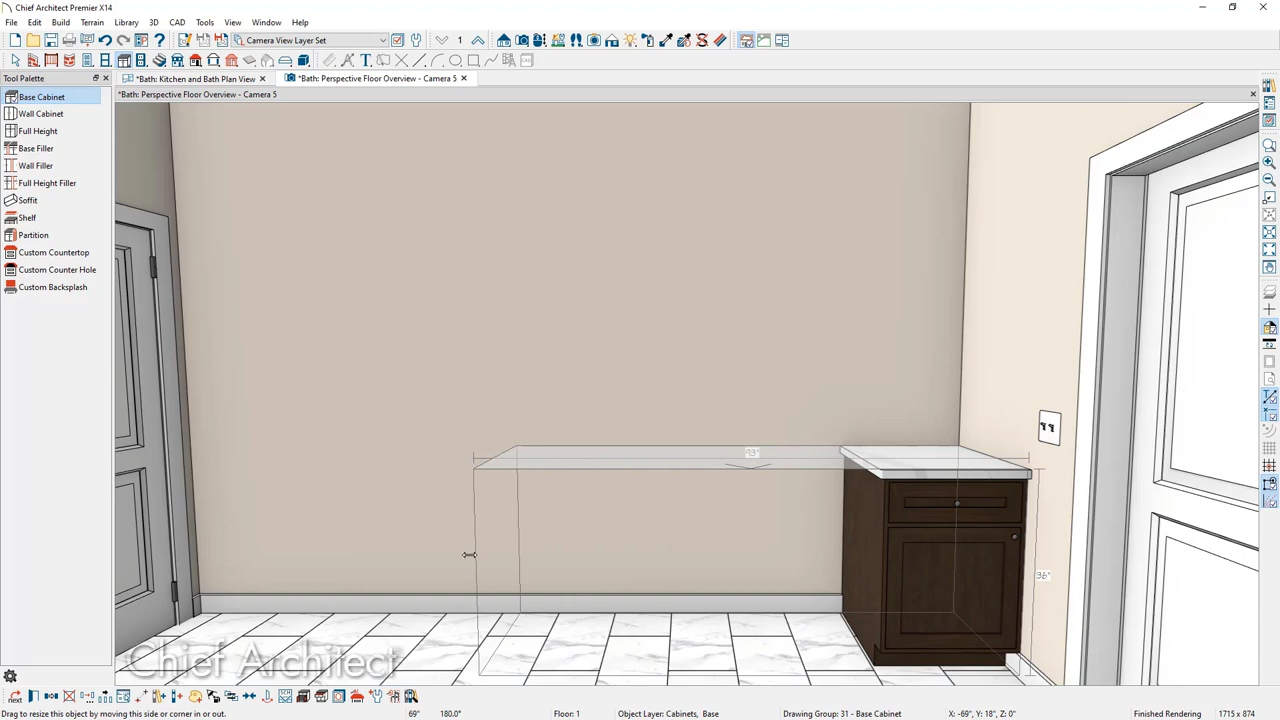 Chief Architect Premier X14
File Edit Build Terrain Library 3D CAD Tools View Window Help
Camera View Layer Set 1
Tool Palette
*Bath: Kitchen and Bath Plan View *Bath: Perspective Floor Overview - Camera 5
*Bath: Perspective Floor Overview - Camera 5
Base Cabinet
Wall Cabinet
Full Height
Base Filler
Wall Filler
Full Height Filler
Soffit
Shelf
Partition
Custom Countertop
Custom Counter Hole
Custom Backsplash
93"
36"
Chief Architect
next
Drag to resize this object by moving this side or corner in or out. 69" 180.0° Floor: 1 Object Layer: Cabinets, Base Drawing Group: 31 - Base Cabinet X: -69", Y: 18", Z: 0" Finished Rendering 1715 x 874